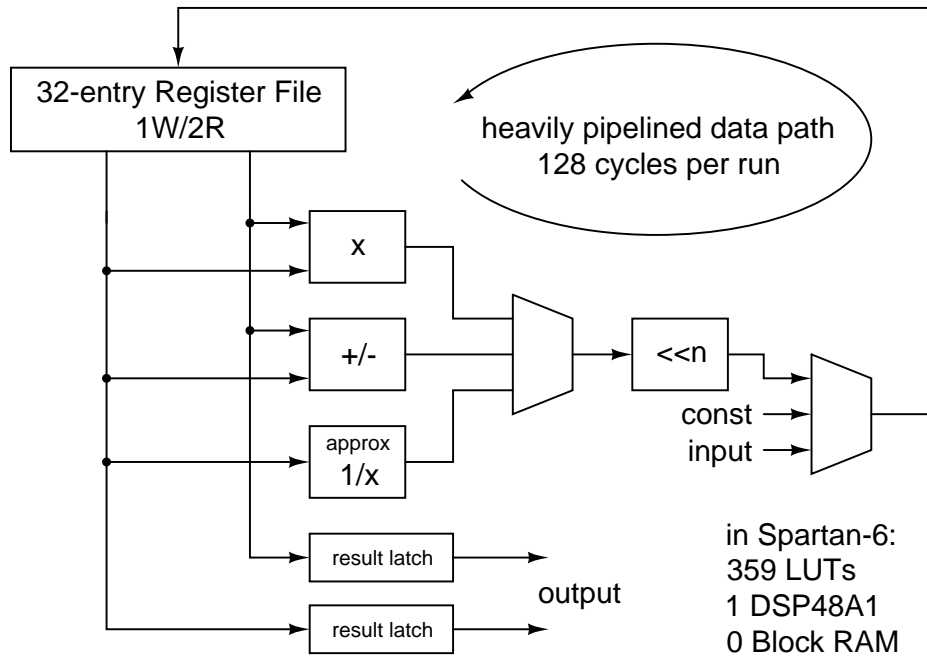 32-entry Register File
1W/2R
heavily pipelined data path
128 cycles per run
x
+/-
<<n
const
input
approx
1/x
result latch
output
result latch
in Spartan-6:
359 LUTs
1 DSP48A1
0 Block RAM